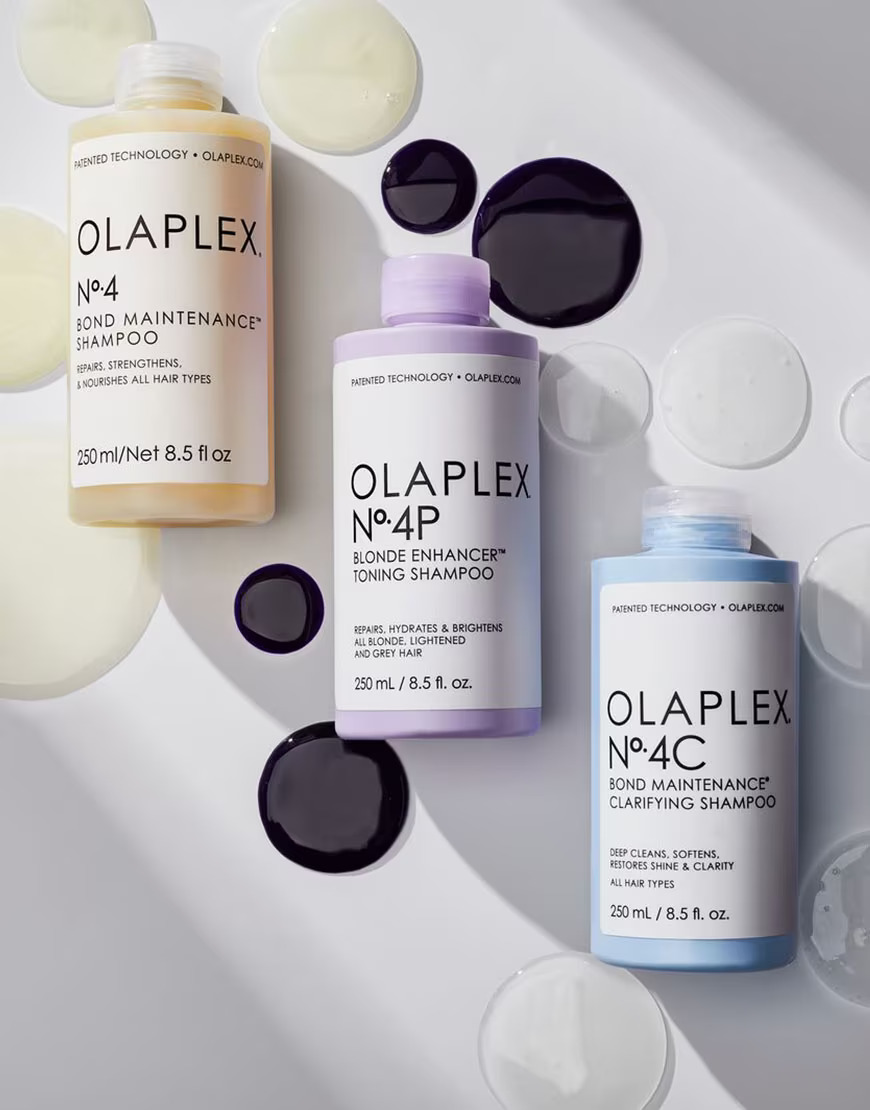 PATENTED TECHNOLOGY • OLAPLEX.COM
OLAPLEX.
Nº.4
BOND MAINTENANCE™
SHAMPOO
REPAIRS, STRENGTHENS,
& NOURISHES ALL HAIR TYPES
250 ml/Net 8.5 fl oz
PATENTED TECHNOLOGY • OLAPLEX.COM
OLAPLEX.
Nº.4P
BLONDE ENHANCER™
TONING SHAMPOO
REPAIRS, HYDRATES & BRIGHTENS
ALL BLONDE, LIGHTENED
AND GREY HAIR
250 mL / 8.5 fl. oz.
PATENTED TECHNOLOGY • OLAPLEX.COM
OLAPLEX.
Nº.4C
BOND MAINTENANCE®
CLARIFYING SHAMPOO
DEEP CLEANS, SOFTENS,
RESTORES SHINE & CLARITY
ALL HAIR TYPES
250 mL / 8.5 fl. oz.